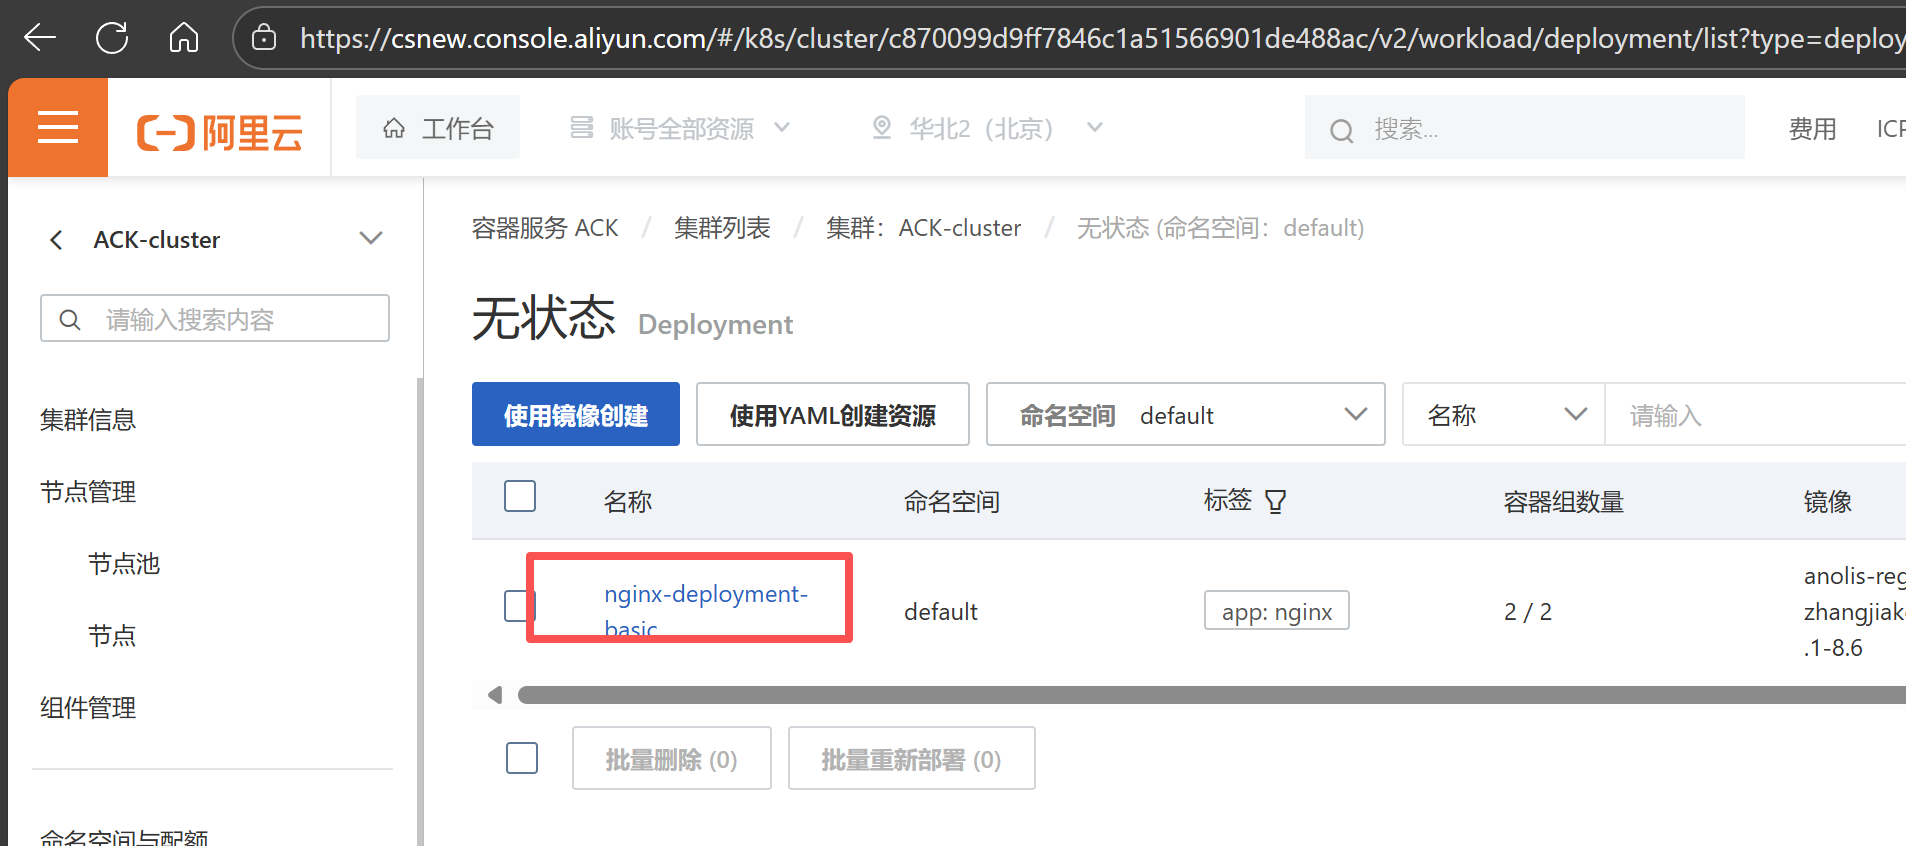 https://csnew.console.aliyun.com/#/k8s/cluster/c870099d9ff7846c1a51566901de488ac/v2/workload/deployment/list?type=deploy
阿里云
工作台
账号全部资源
华北2（北京）
搜索...
费用
ICP
ACK-cluster
请输入搜索内容
集群信息
节点管理
节点池
节点
组件管理
命名空间与配额
容器服务 ACK / 集群列表 / 集群：ACK-cluster / 无状态 (命名空间：default)
无状态 Deployment
使用镜像创建
使用YAML创建资源
命名空间 default
名称
请输入
名称 命名空间 标签 容器组数量 镜像
nginx-deployment-
basic
default
app: nginx
2 / 2
anolis-reg
zhangjiak
.1-8.6
批量删除 (0)
批量重新部署 (0)